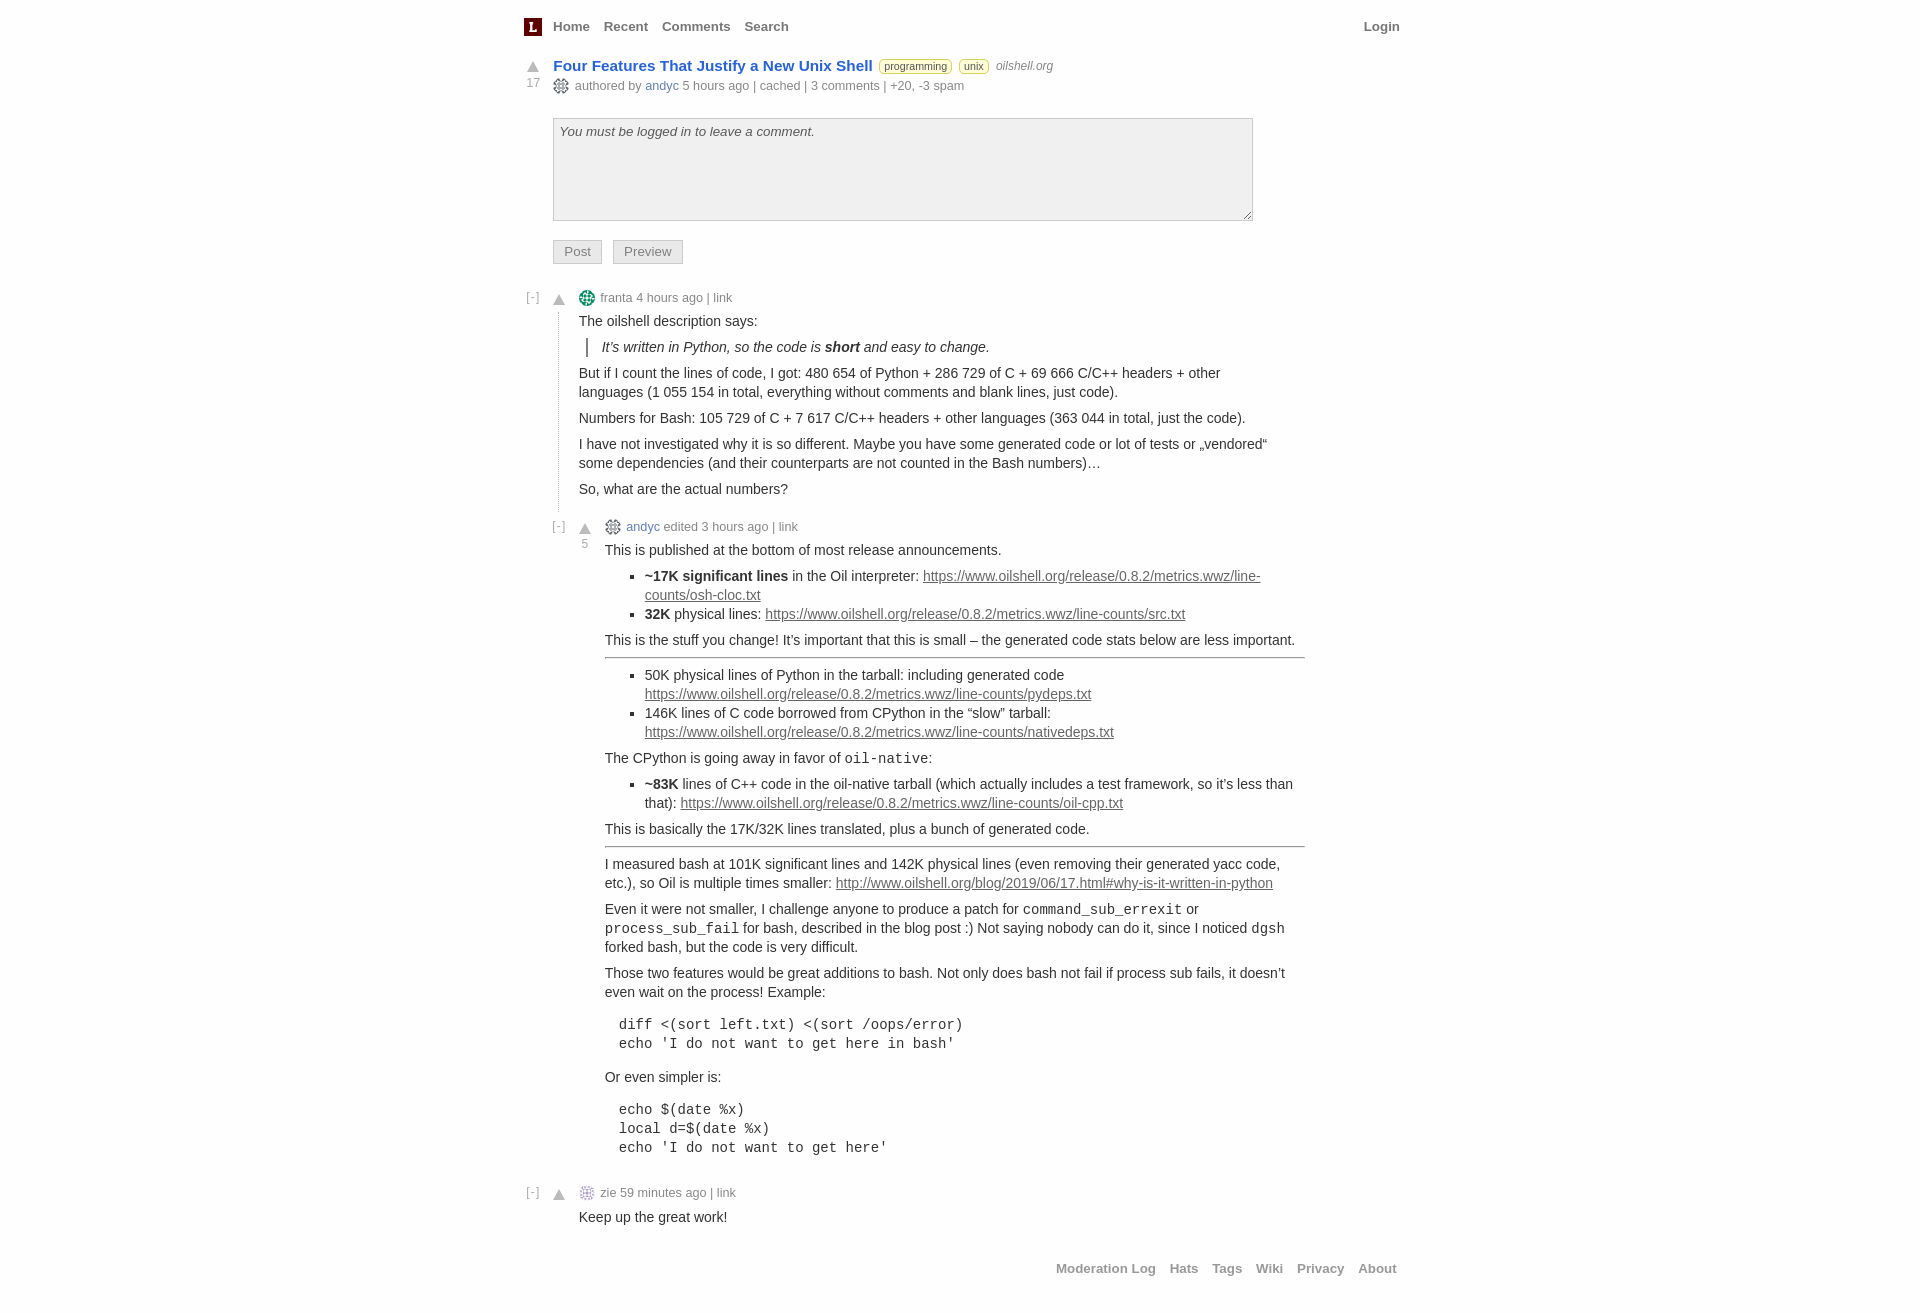 L Home Recent Comments Search Login
Four Features That Justify a New Unix Shell programming unix oilshell.org
17 authored by andyc 5 hours ago | cached | 3 comments | +20, -3 spam
You must be logged in to leave a comment.
Post Preview
[-] franta 4 hours ago | link
The oilshell description says:
It’s written in Python, so the code is short and easy to change.
But if I count the lines of code, I got: 480 654 of Python + 286 729 of C + 69 666 C/C++ headers + other
languages (1 055 154 in total, everything without comments and blank lines, just code).
Numbers for Bash: 105 729 of C + 7 617 C/C++ headers + other languages (363 044 in total, just the code).
I have not investigated why it is so different. Maybe you have some generated code or lot of tests or „vendored“
some dependencies (and their counterparts are not counted in the Bash numbers)…
So, what are the actual numbers?
[-] andyc edited 3 hours ago | link
5
This is published at the bottom of most release announcements.
~17K significant lines in the Oil interpreter: https://www.oilshell.org/release/0.8.2/metrics.wwz/line-
counts/osh-cloc.txt
32K physical lines: https://www.oilshell.org/release/0.8.2/metrics.wwz/line-counts/src.txt
This is the stuff you change! It’s important that this is small – the generated code stats below are less important.
50K physical lines of Python in the tarball: including generated code
https://www.oilshell.org/release/0.8.2/metrics.wwz/line-counts/pydeps.txt
146K lines of C code borrowed from CPython in the “slow” tarball:
https://www.oilshell.org/release/0.8.2/metrics.wwz/line-counts/nativedeps.txt
The CPython is going away in favor of oil-native:
~83K lines of C++ code in the oil-native tarball (which actually includes a test framework, so it’s less than
that): https://www.oilshell.org/release/0.8.2/metrics.wwz/line-counts/oil-cpp.txt
This is basically the 17K/32K lines translated, plus a bunch of generated code.
I measured bash at 101K significant lines and 142K physical lines (even removing their generated yacc code,
etc.), so Oil is multiple times smaller: http://www.oilshell.org/blog/2019/06/17.html#why-is-it-written-in-python
Even it were not smaller, I challenge anyone to produce a patch for command_sub_errexit or
process_sub_fail for bash, described in the blog post :) Not saying nobody can do it, since I noticed dgsh
forked bash, but the code is very difficult.
Those two features would be great additions to bash. Not only does bash not fail if process sub fails, it doesn’t
even wait on the process! Example:
diff <(sort left.txt) <(sort /oops/error)
echo 'I do not want to get here in bash'
Or even simpler is:
echo $(date %x)
local d=$(date %x)
echo 'I do not want to get here'
[-] zie 59 minutes ago | link
Keep up the great work!
Moderation Log Hats Tags Wiki Privacy About